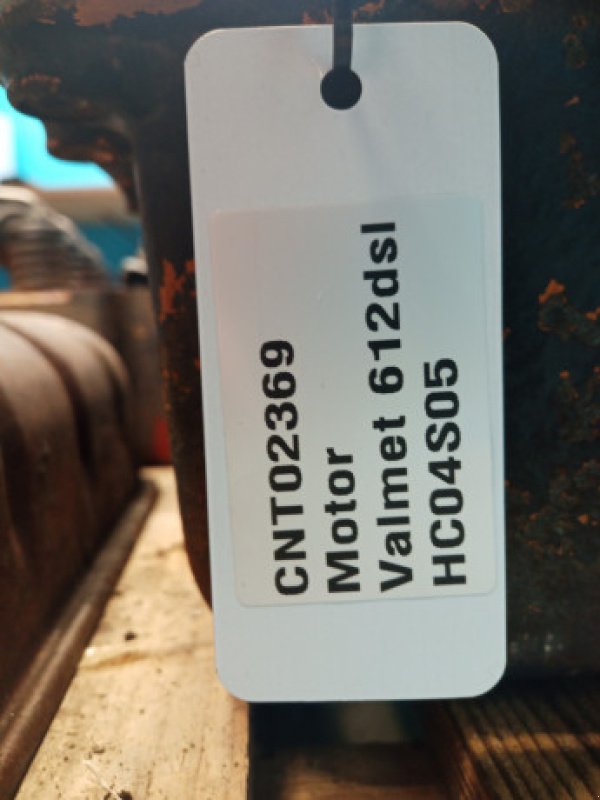 CNT02369
Motor
Valmet 612dsl
HC04S05